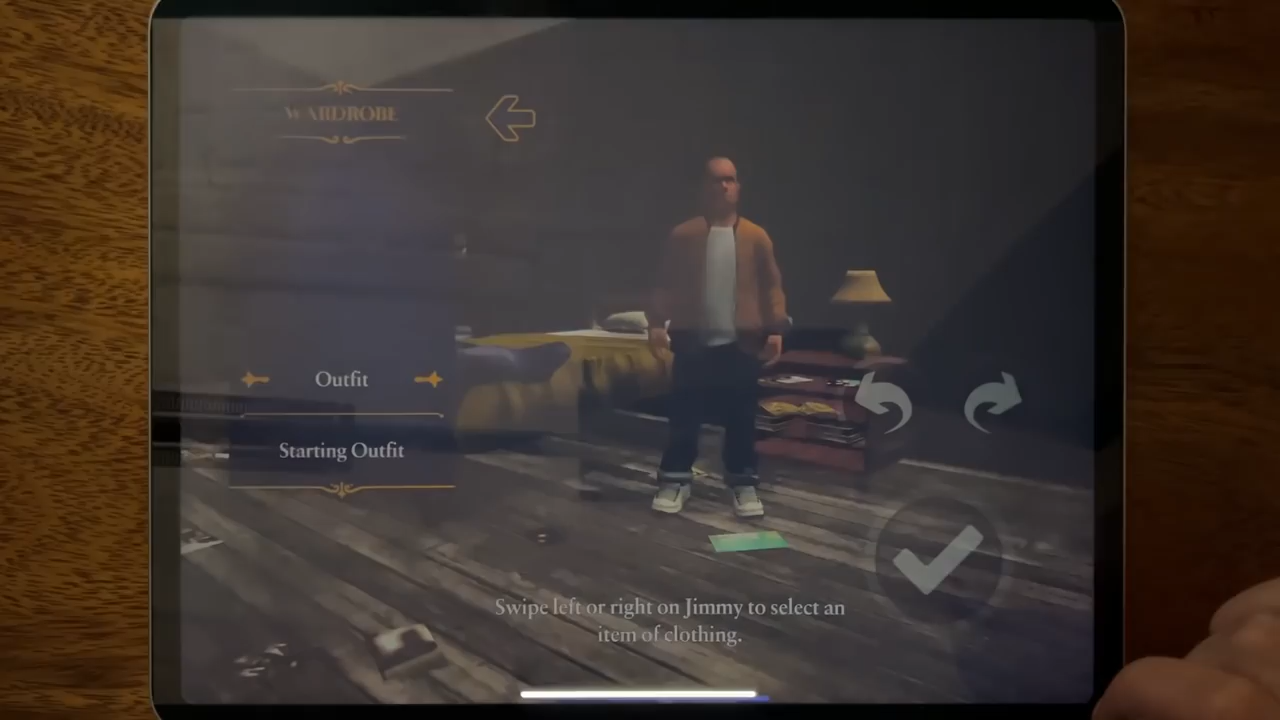 WARDROBE
Outfit
Starting Outfit
Swipe left or right on Jimmy to select an
item of clothing.